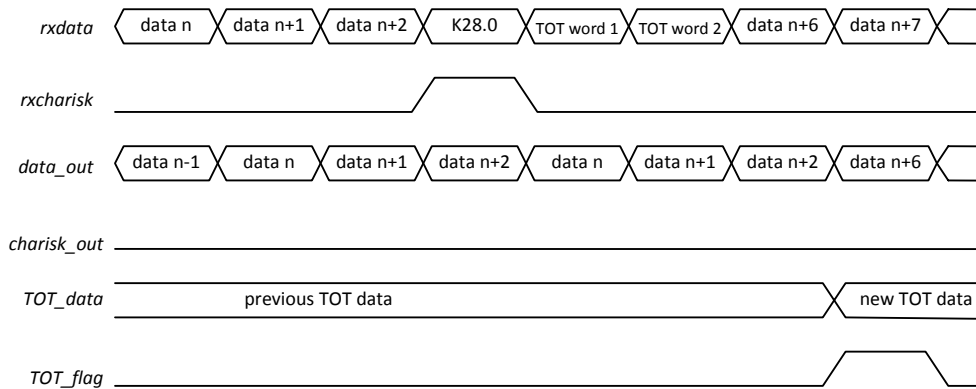 rxdata data n data n+1 data n+2 K28.0 TOT word 1 TOT word 2 data n+6 data n+7
rxcharisk
data_out data n-1 data n data n+1 data n+2 data n data n+1 data n+2 data n+6
charisk_out
TOT_data previous TOT data new TOT data
TOT_flag